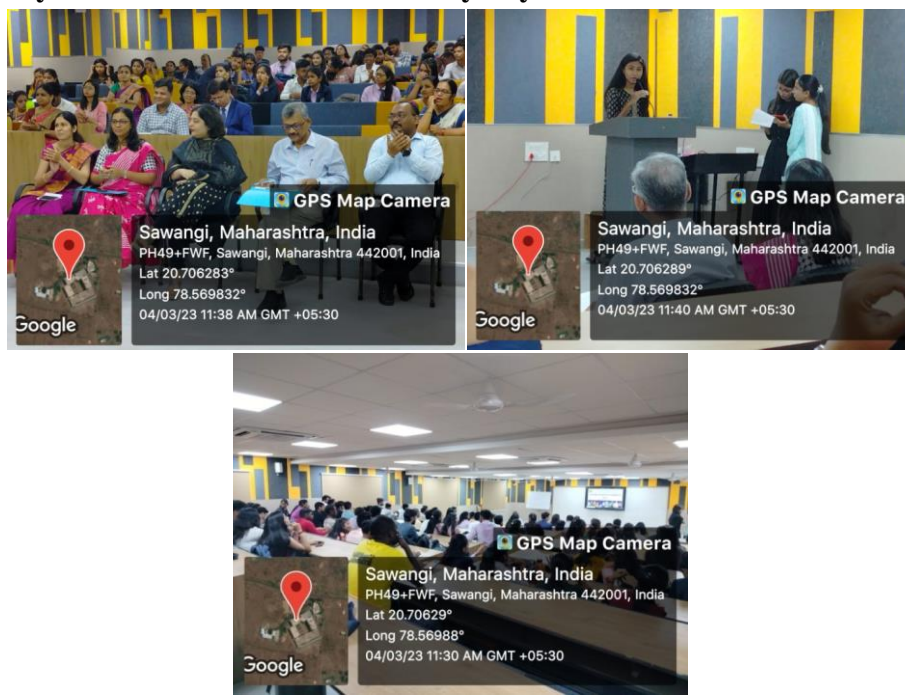 GPS Map Camera
Sawangi, Maharashtra, India
PH49+FWF, Sawangi, Maharashtra 442001, India
Lat 20.706283°
Long 78.569832°
04/03/23 11:38 AM GMT +05:30
Google
GPS Map Camera
Sawangi, Maharashtra, India
PH49+FWF, Sawangi, Maharashtra 442001, India
Lat 20.706289°
Long 78.569832°
04/03/23 11:40 AM GMT +05:30
Google
GPS Map Camera
Sawangi, Maharashtra, India
PH49+FWF, Sawangi, Maharashtra 442001, India
Lat 20.70629°
Long 78.56988°
04/03/23 11:30 AM GMT +05:30
Google